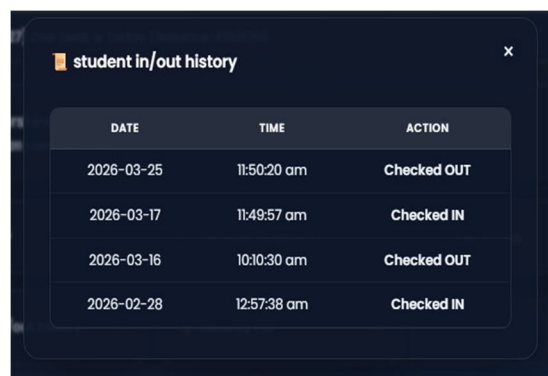 student in/out history
×
DATE TIME ACTION
2026-03-25 11:50:20 am Checked OUT
2026-03-17 11:49:57 am Checked IN
2026-03-16 10:10:30 am Checked OUT
2026-02-28 12:57:38 am Checked IN